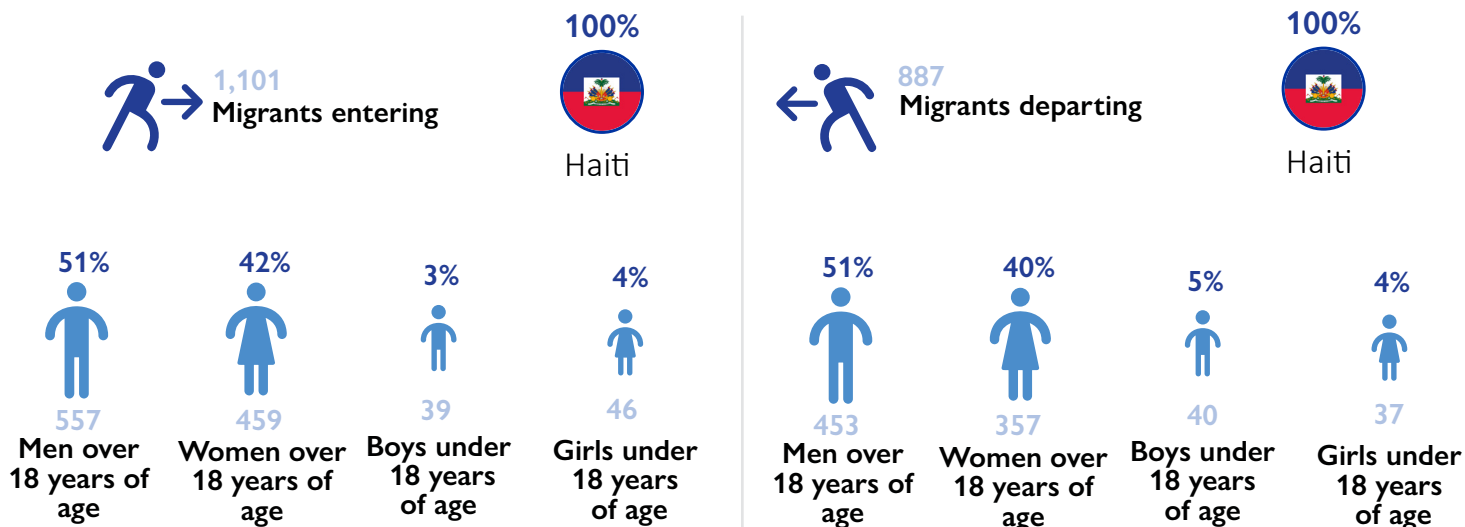 100%
1,101
Migrants entering
Haiti
51%
557
Men over
18 years of
age
42%
459
Women over
18 years of
age
3%
39
Boys under
18 years
of age
4%
46
Girls under
18 years
of age
100%
887
Migrants departing
Haiti
51%
453
Men over
18 years of
age
40%
357
Women over
18 years of
age
5%
40
Boys under
18 years
of age
4%
37
Girls under
18 years
of age